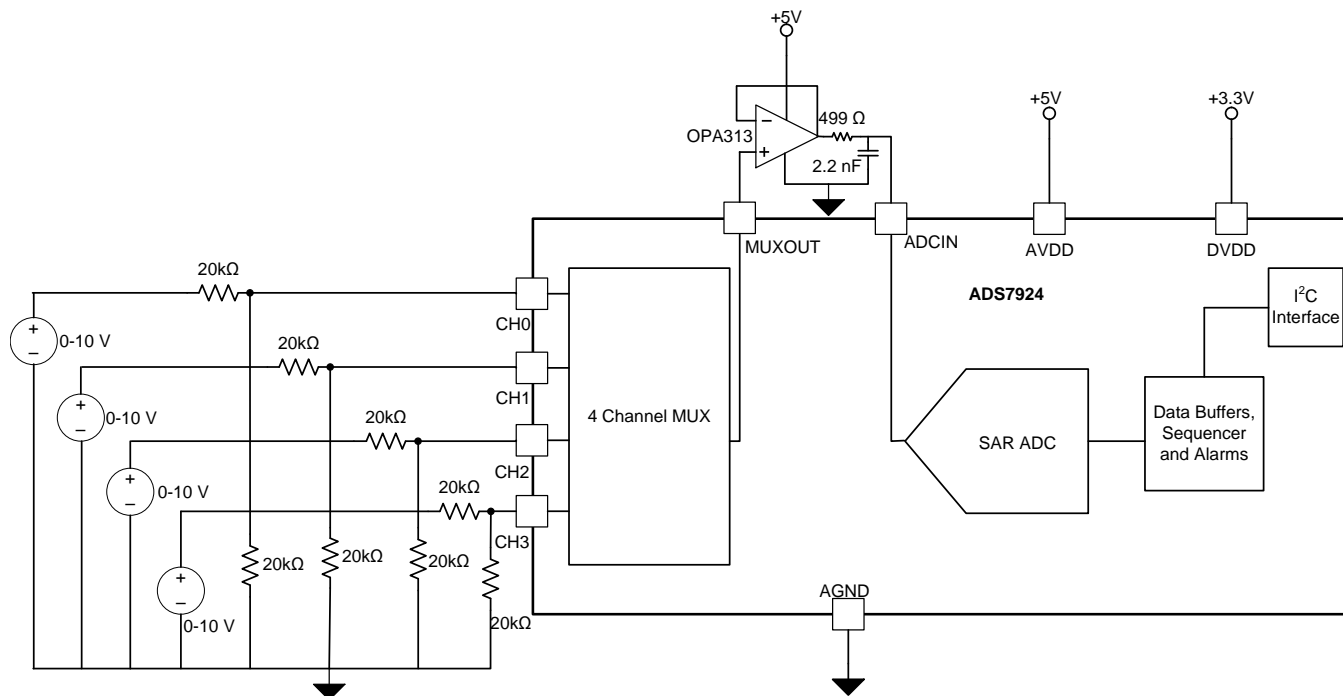 +5V
OPA313
−
+
499 Ω
2.2 nF
+5V
+3.3V
MUXOUT
ADCIN
AVDD
DVDD
20kΩ
+
−
0-10 V
CH0
ADS7924
I²C
Interface
20kΩ
+
−
0-10 V
CH1
4 Channel MUX
20kΩ
+
−
0-10 V
CH2
SAR ADC
Data Buffers,
Sequencer
and Alarms
20kΩ
+
−
0-10 V
CH3
20kΩ
20kΩ
20kΩ
20kΩ
AGND